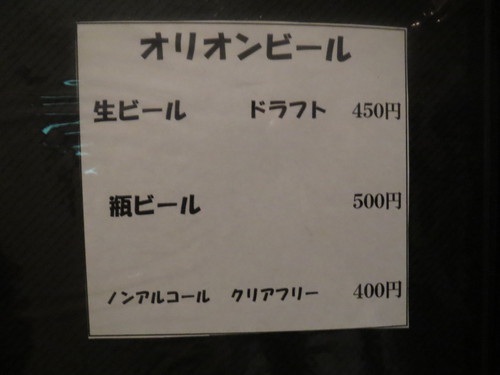 オリオンビール
生ビール ドラフト 450円
瓶ビール 500円
ノンアルコール クリアフリー 400円